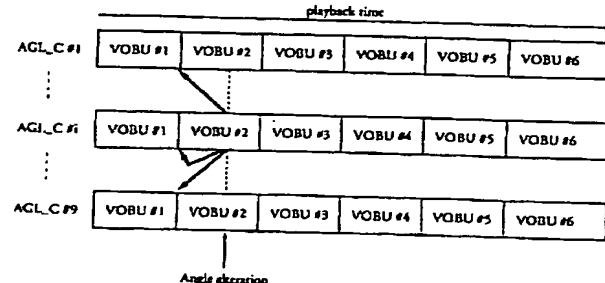 playback time
AGL_C #1 VOBU #1 VOBU #2 VOBU #3 VOBU #4 VOBU #5 VOBU #6
AGL_C #i VOBU #1 VOBU #2 VOBU #3 VOBU #4 VOBU #5 VOBU #6
AGL_C #9 VOBU #1 VOBU #2 VOBU #3 VOBU #4 VOBU #5 VOBU #6
Angle alteration